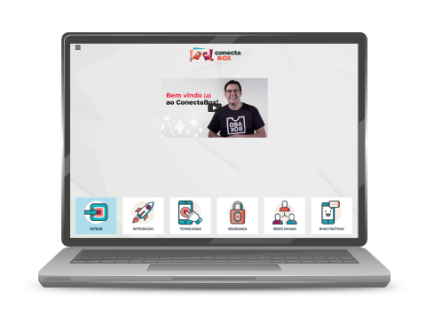 conecta
BOX
Bem vindo (a)
ao ConectaBox!
OBA
BOX
ENTRAR
INTRODUÇÃO
TECNOLOGIAS
SEGURANÇA
REDES SOCIAIS
BOAS PRÁTICAS